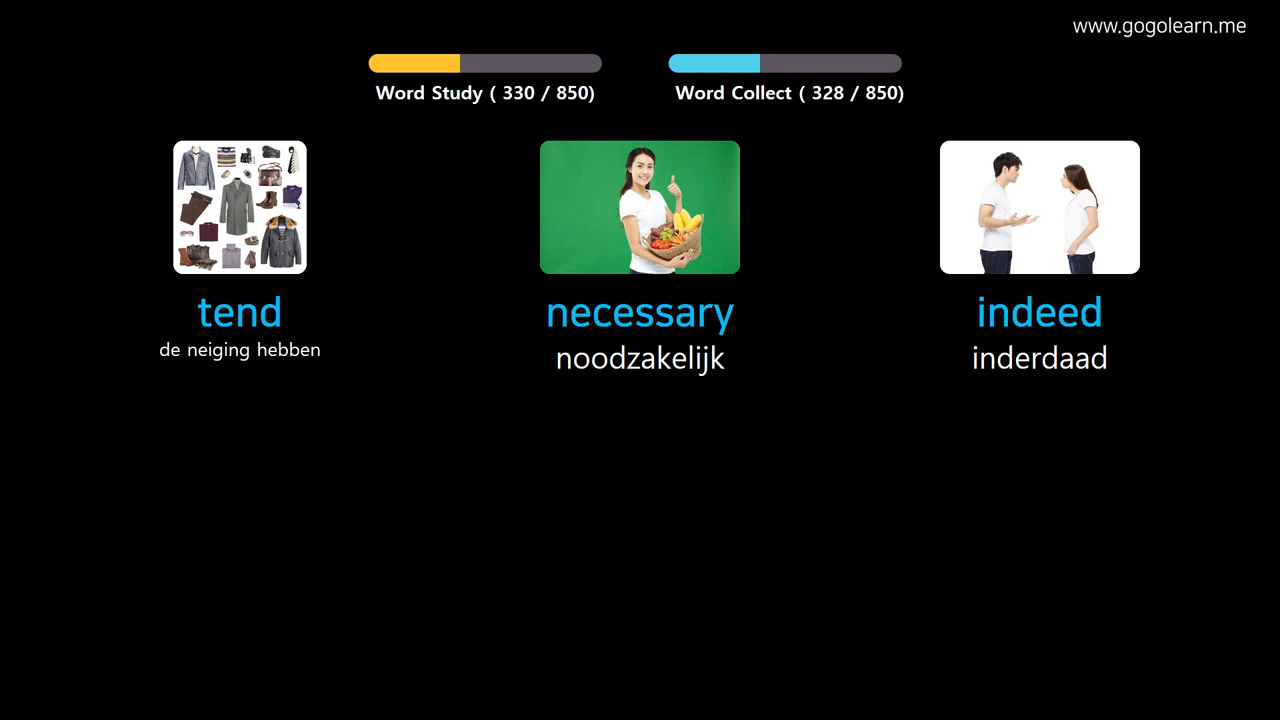 www.gogolearn.me
Word Study ( 330 / 850)
Word Collect ( 328 / 850)
tend
de neiging hebben
necessary
noodzakelijk
indeed
inderdaad